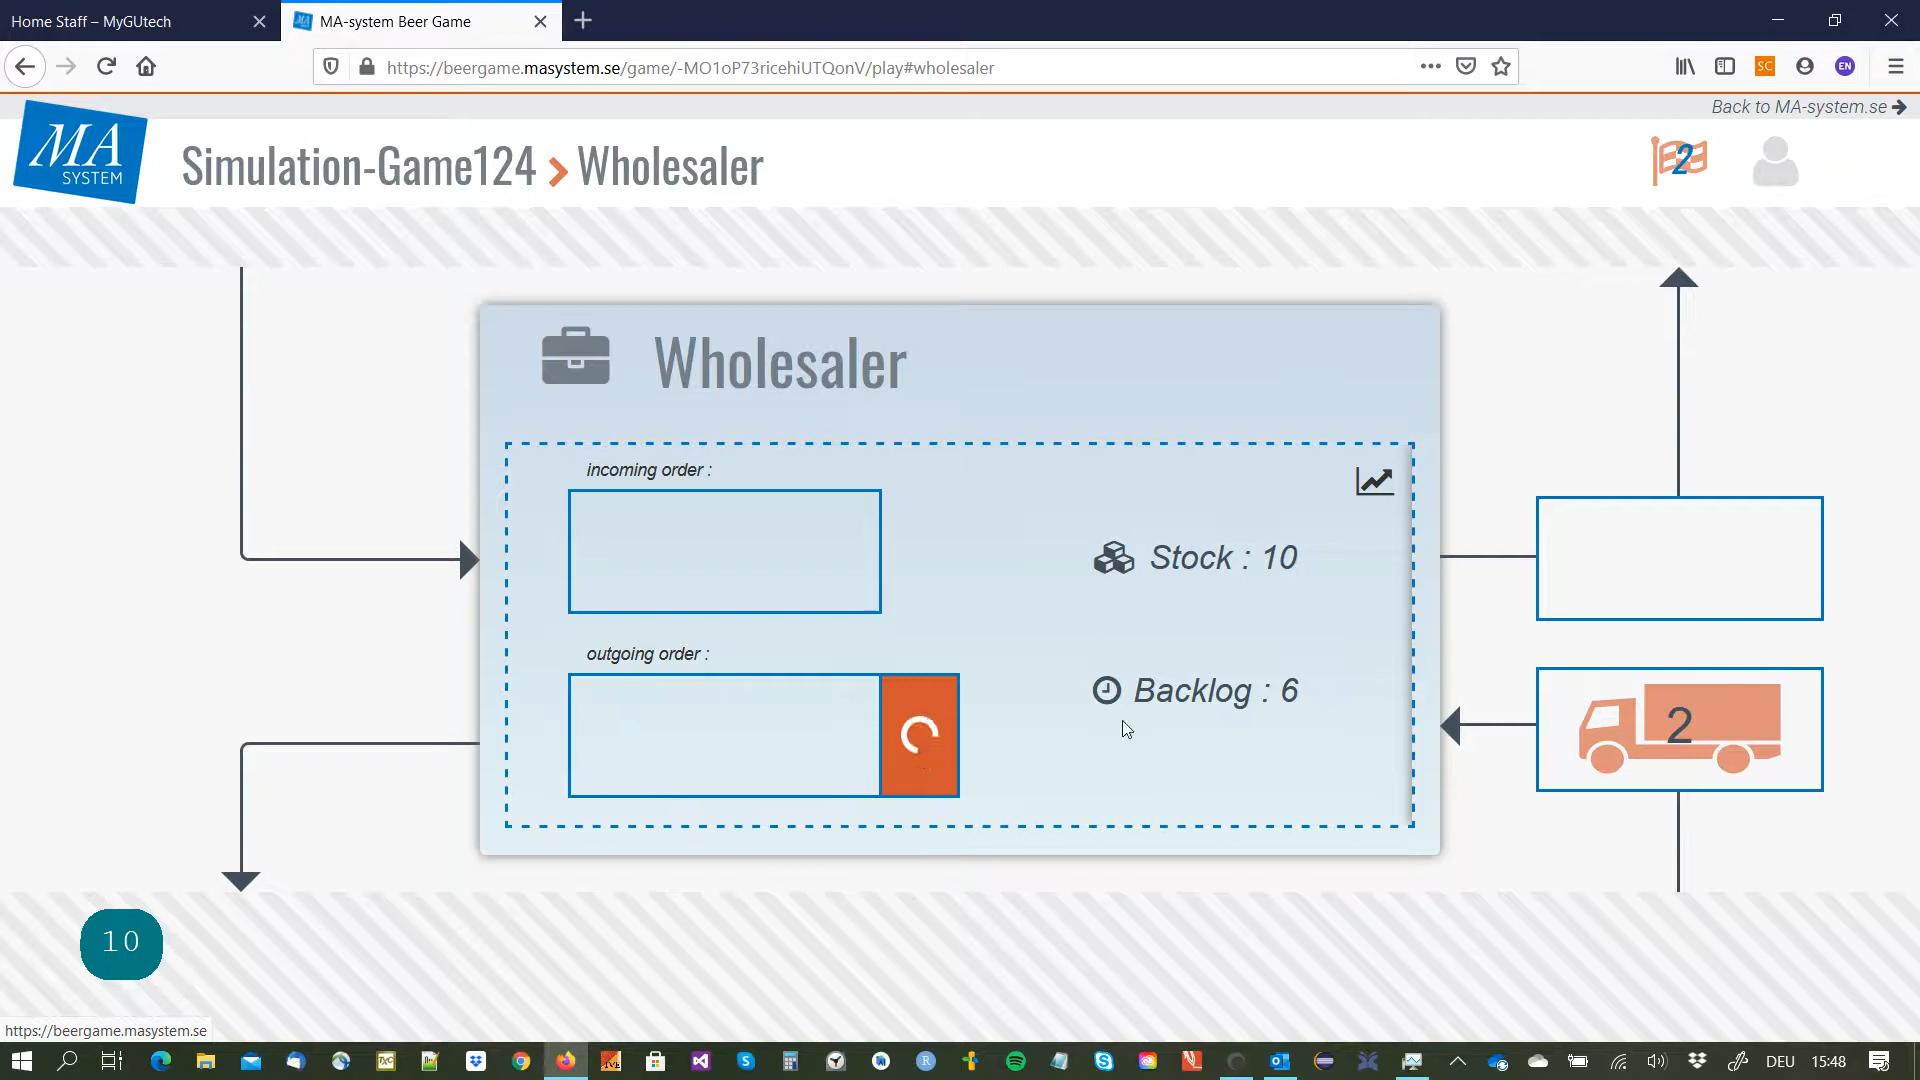 Home Staff – MyGUtech
MA-system Beer Game
https://beergame.masystem.se/game/-MO1oP73ricehiUTQonV/play#wholesaler
SC
EN
Back to MA-system.se
MA
SYSTEM
Simulation-Game124 Wholesaler
2
Wholesaler
incoming order :
Stock : 10
outgoing order :
Backlog : 6
2
10
https://beergame.masystem.se
DEU 15:48